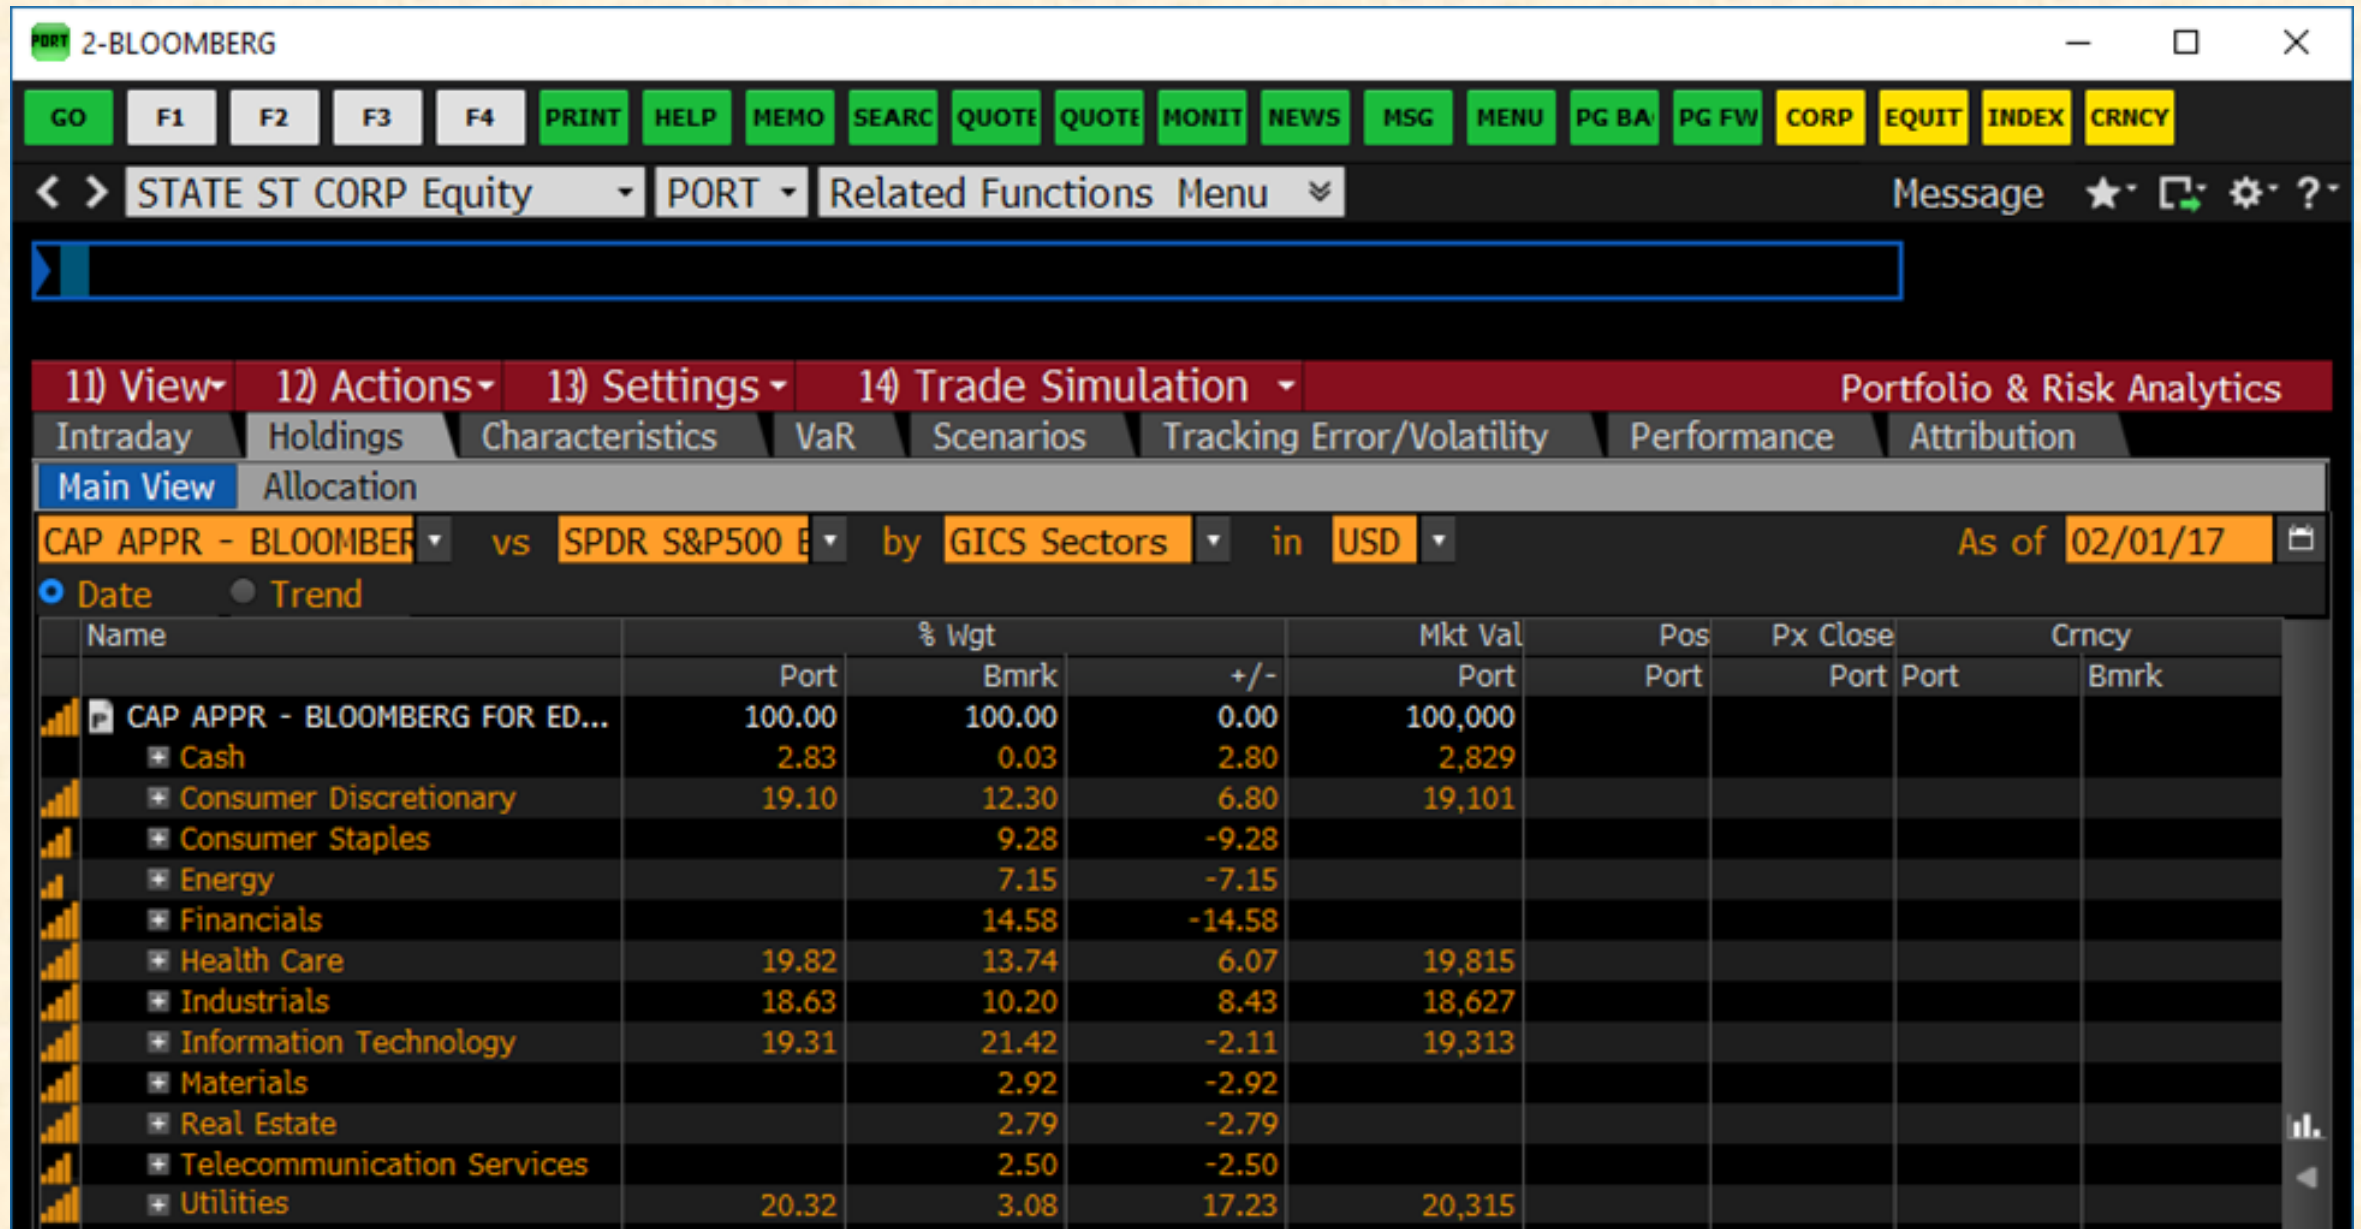 PORT 2-BLOOMBERG
GO F1 F2 F3 F4 PRINT HELP MEMO SEARC QUOTE QUOTE MONIT NEWS MSG MENU PG BA PG FW CORP EQUIT INDEX CRNCY
STATE ST CORP Equity PORT Related Functions Menu Message ?
11) View 12) Actions 13) Settings 14) Trade Simulation Portfolio & Risk Analytics
Intraday Holdings Characteristics VaR Scenarios Tracking Error/Volatility Performance Attribution
Main View Allocation
CAP APPR - BLOOMBER vs SPDR S&P500 E by GICS Sectors in USD As of 02/01/17
Date Trend
Name % Wgt Mkt Val Pos Px Close Crncy
Port Bmrk +/- Port Port Port Port Bmrk
P CAP APPR - BLOOMBERG FOR ED... 100.00 100.00 0.00 100,000
Cash 2.83 0.03 2.80 2,829
Consumer Discretionary 19.10 12.30 6.80 19,101
Consumer Staples 9.28 -9.28
Energy 7.15 -7.15
Financials 14.58 -14.58
Health Care 19.82 13.74 6.07 19,815
Industrials 18.63 10.20 8.43 18,627
Information Technology 19.31 21.42 -2.11 19,313
Materials 2.92 -2.92
Real Estate 2.79 -2.79
Telecommunication Services 2.50 -2.50
Utilities 20.32 3.08 17.23 20,315